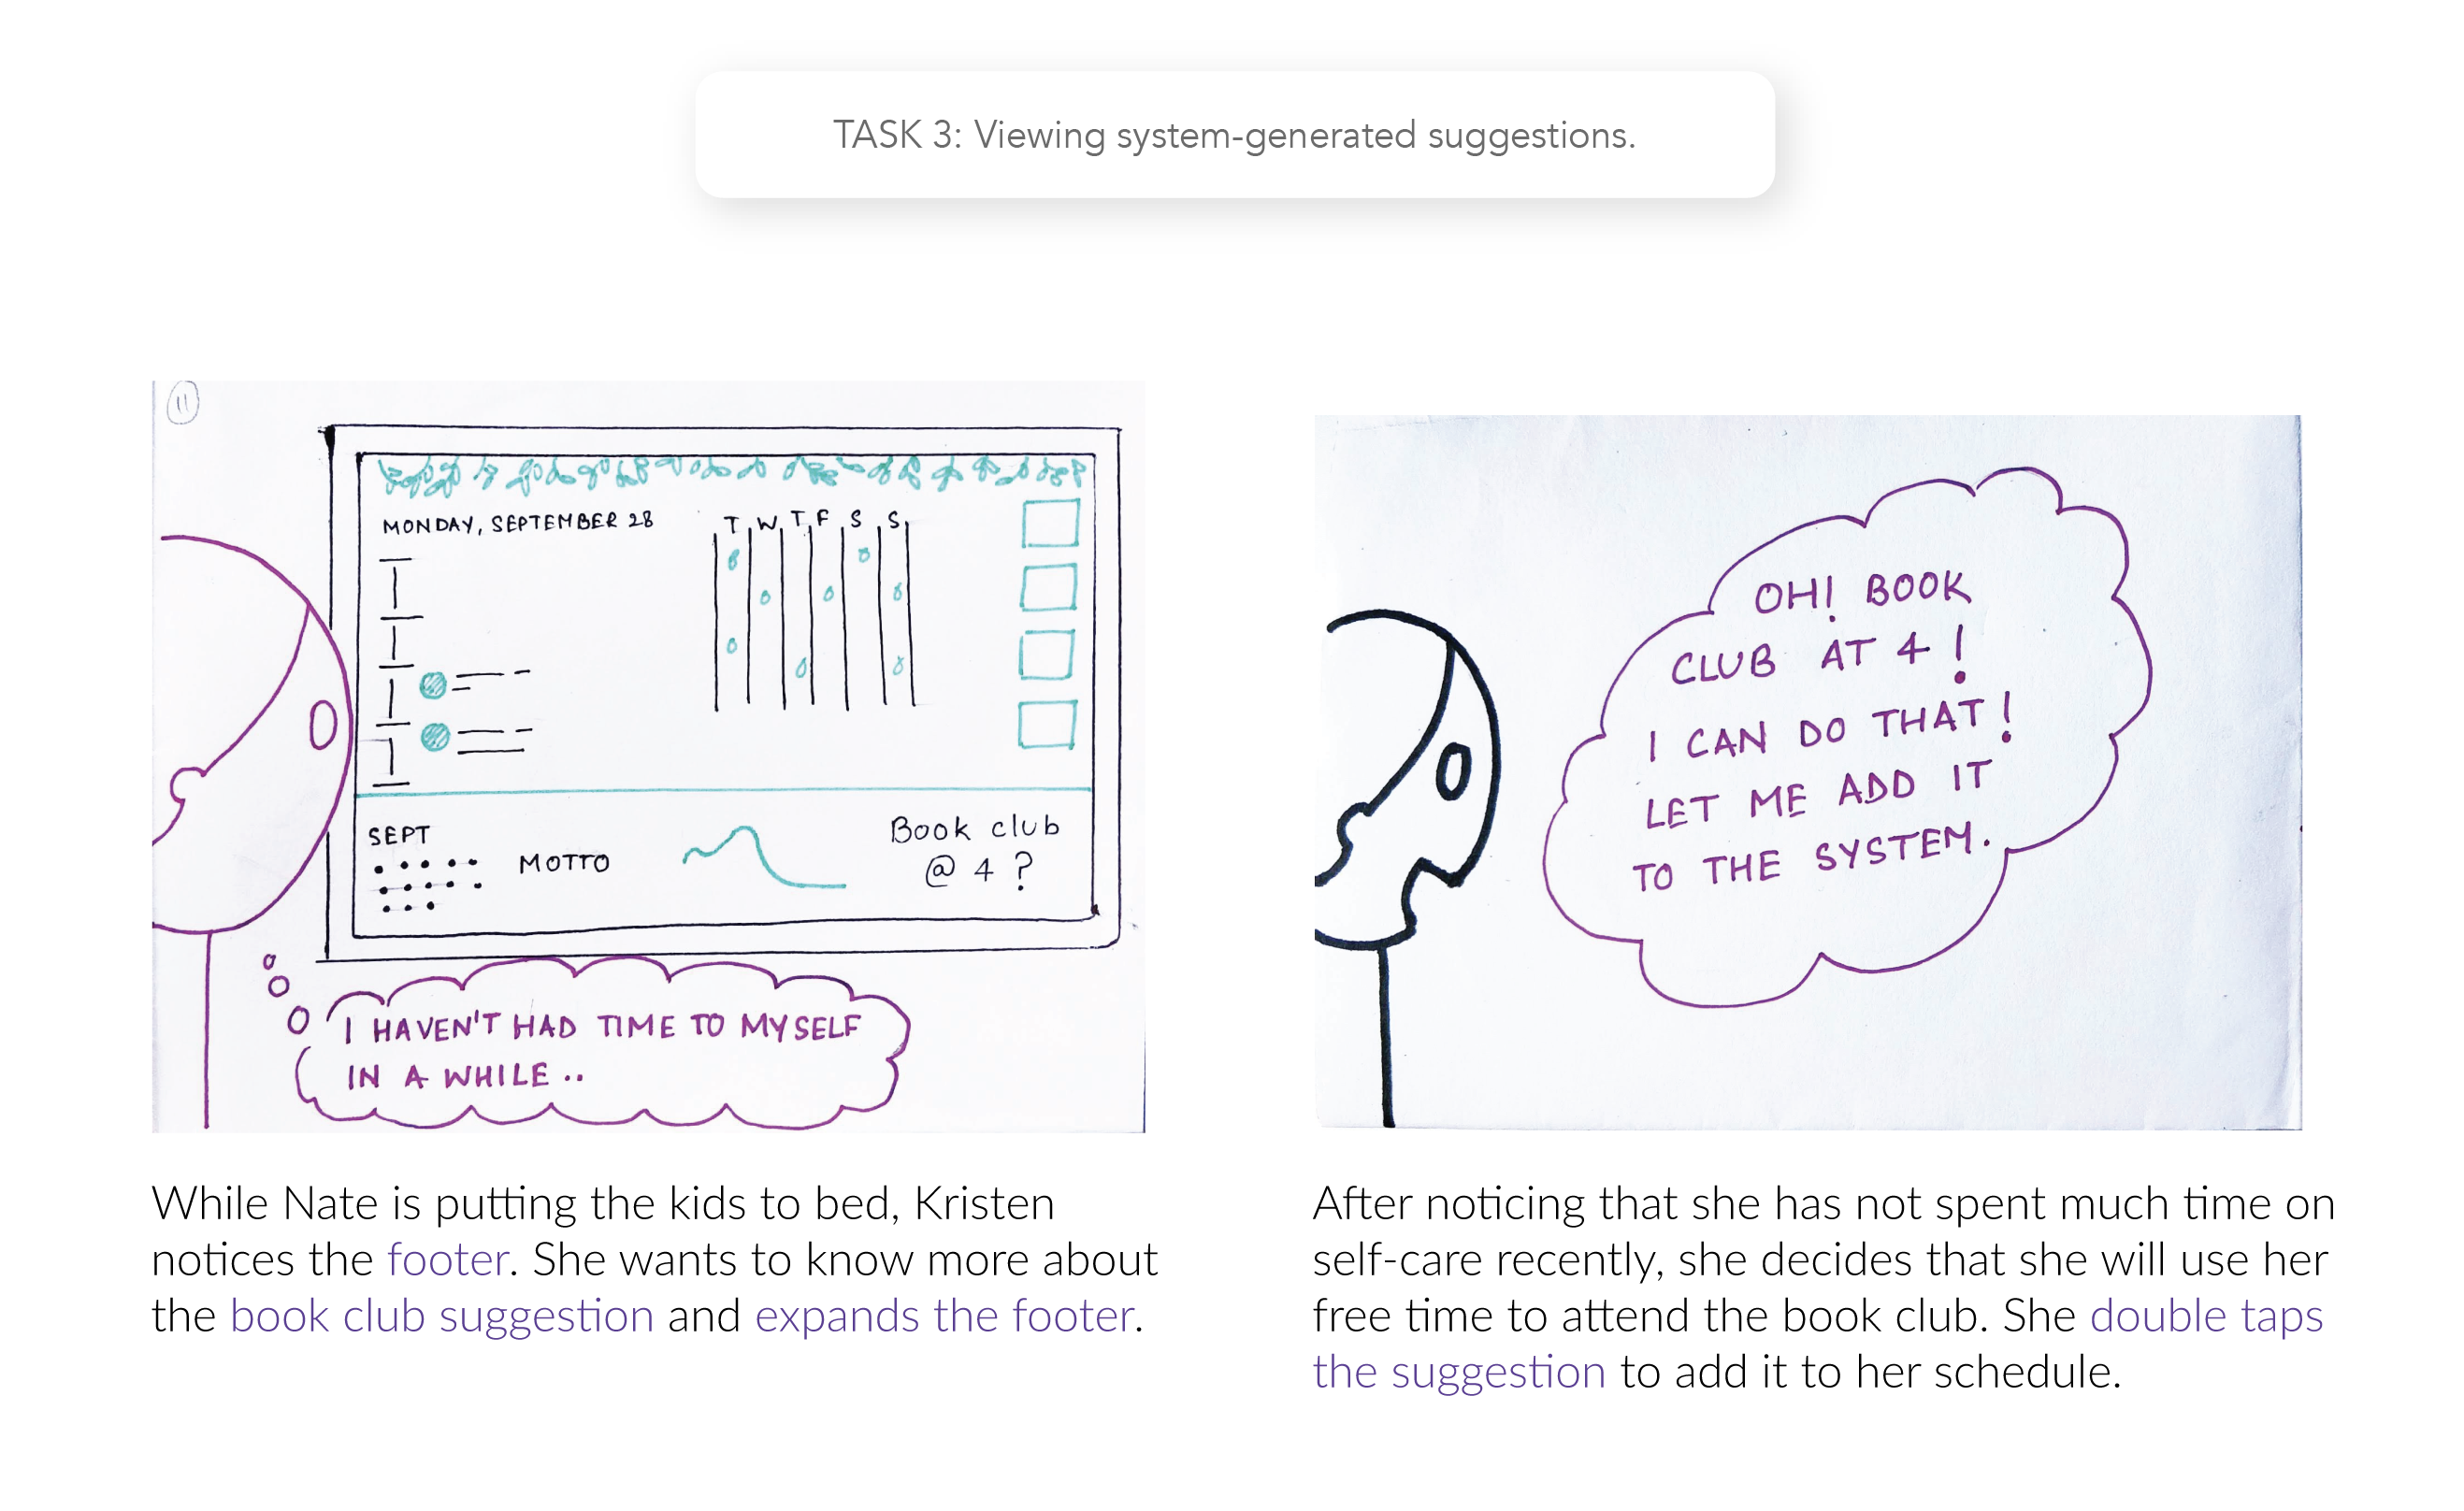 TASK 3: Viewing system-generated suggestions.
11
MONDAY, SEPTEMBER 28
T W T F S S
SEPT
MOTTO
Book club
@ 4 ?
I HAVEN'T HAD TIME TO MYSELF
IN A WHILE ..
While Nate is putting the kids to bed, Kristen
notices the footer. She wants to know more about
the book club suggestion and expands the footer.
OH! BOOK
CLUB AT 4!
I CAN DO THAT!
LET ME ADD IT
TO THE SYSTEM.
After noticing that she has not spent much time on
self-care recently, she decides that she will use her
free time to attend the book club. She double taps
the suggestion to add it to her schedule.